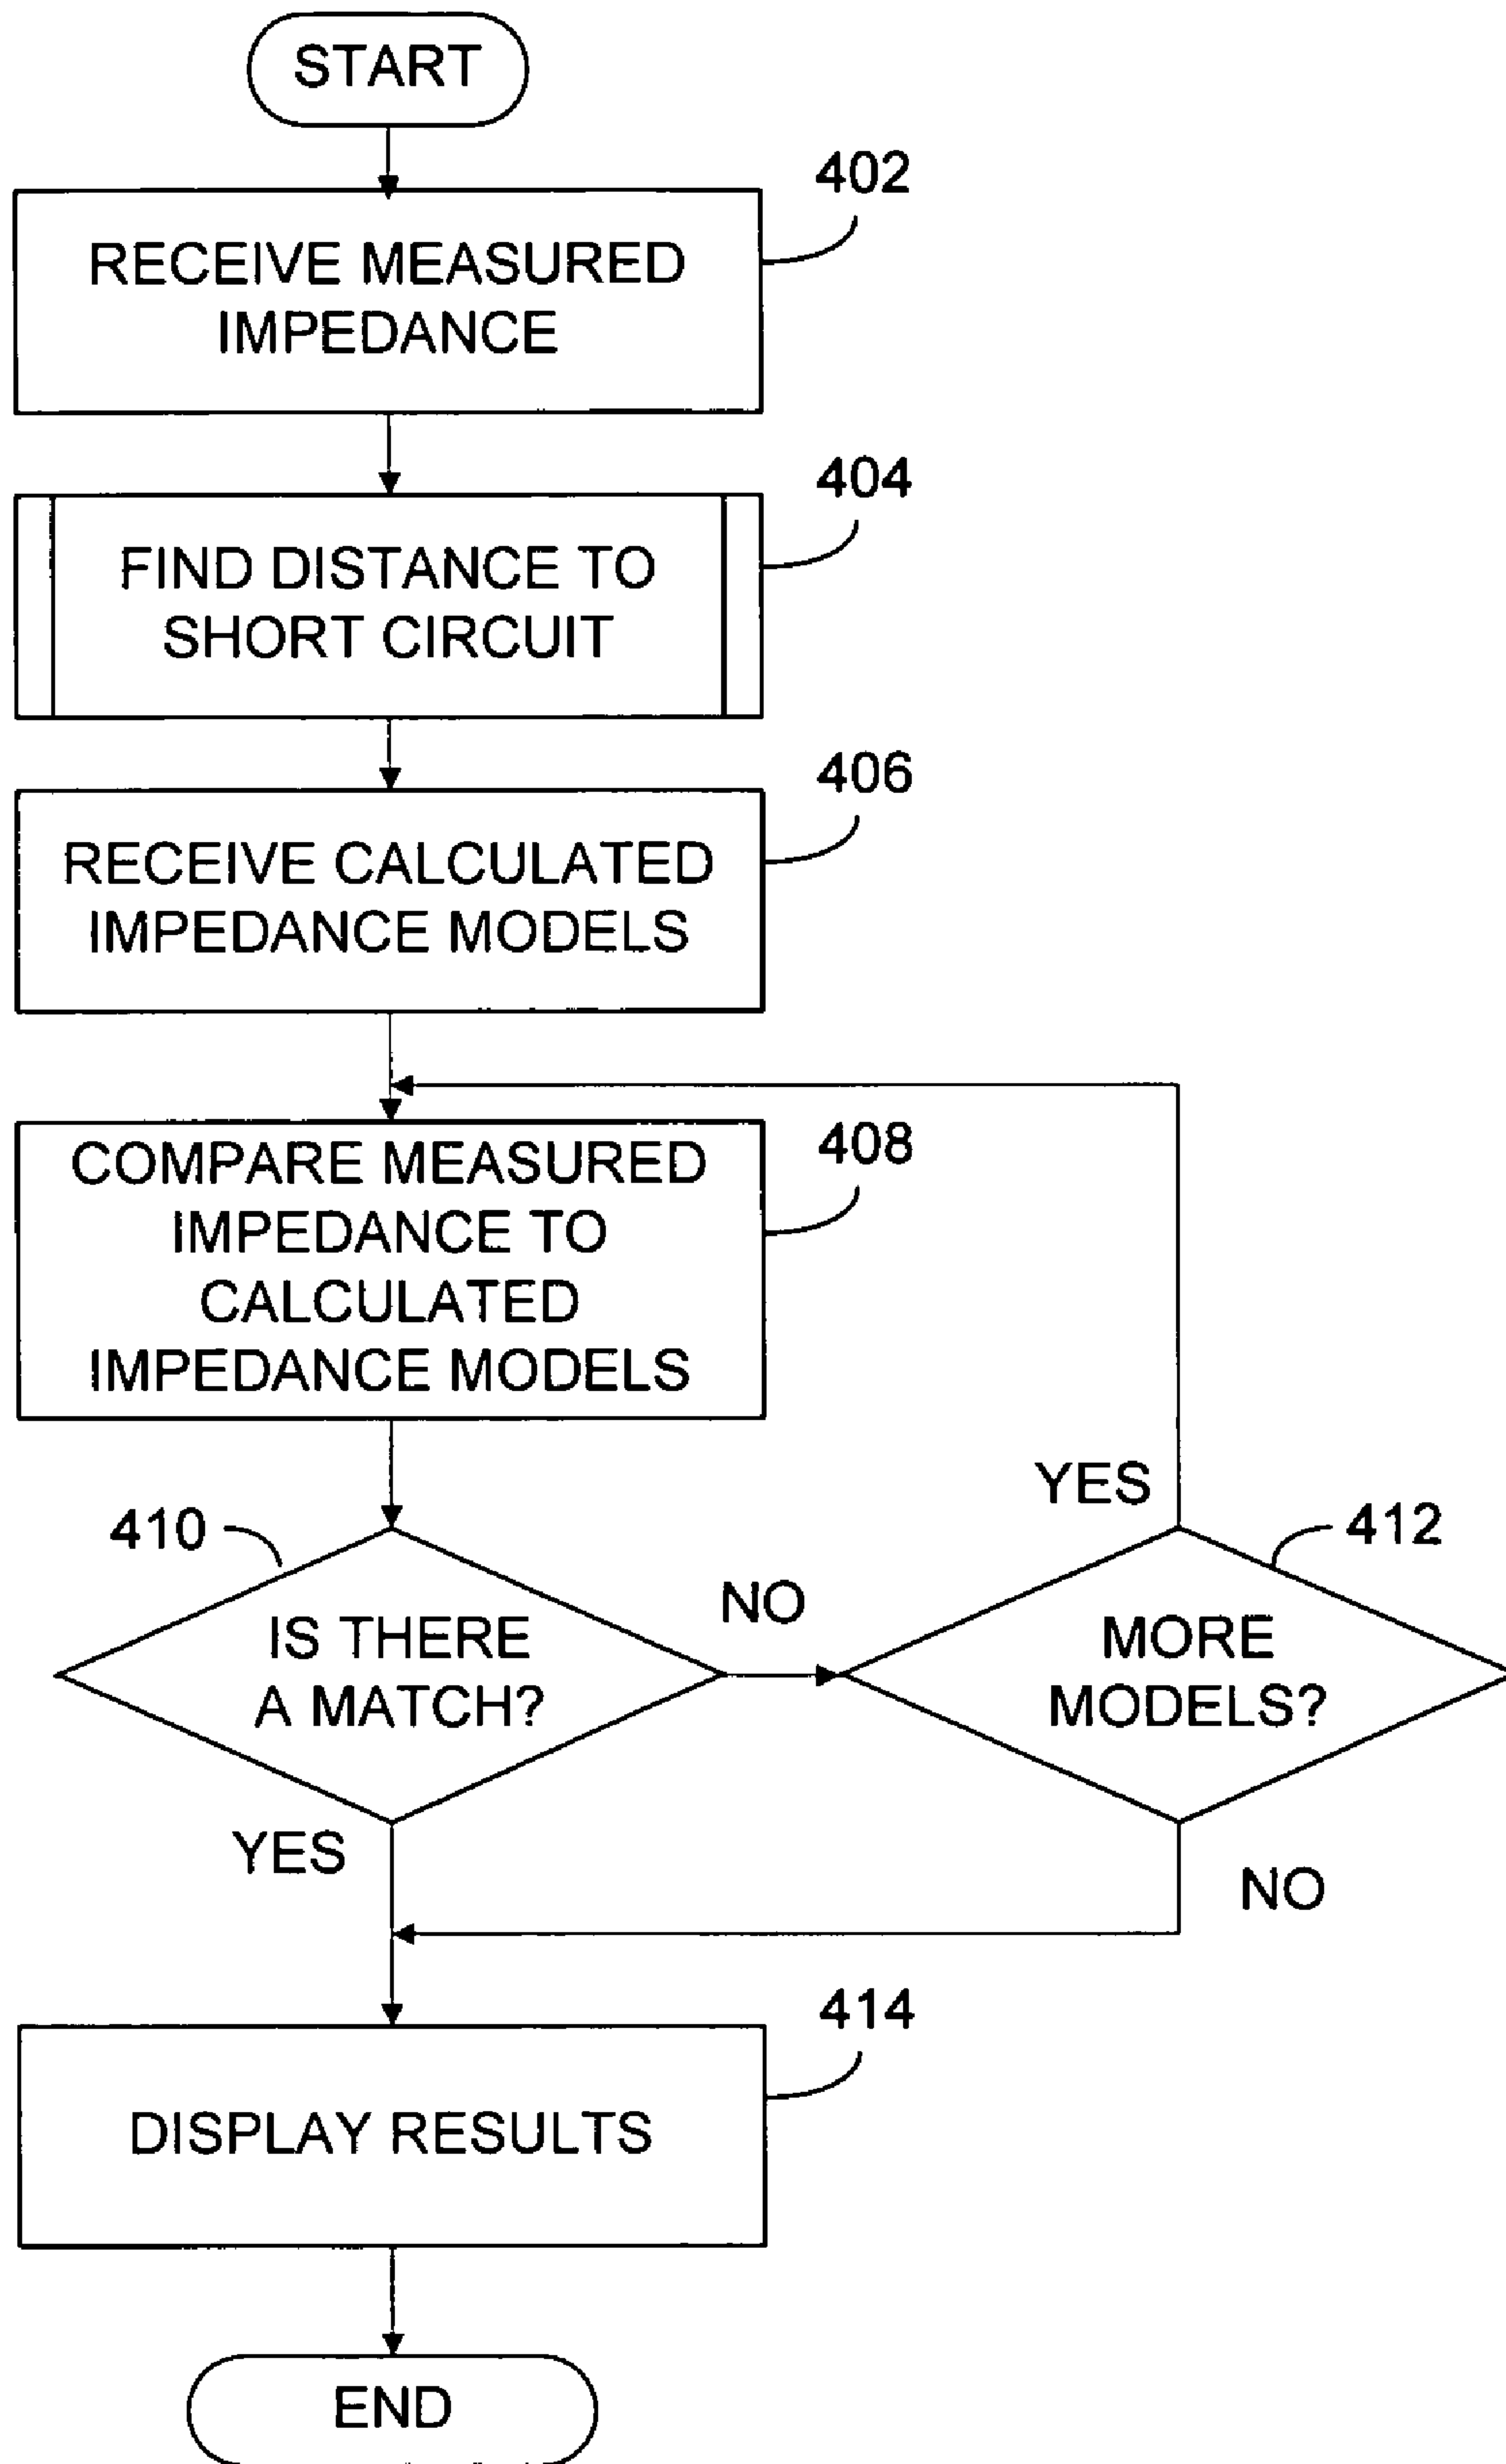 START
402
RECEIVE MEASURED
IMPEDANCE
404
FIND DISTANCE TO
SHORT CIRCUIT
406
RECEIVE CALCULATED
IMPEDANCE MODELS
408
COMPARE MEASURED
IMPEDANCE TO
CALCULATED
IMPEDANCE MODELS
YES
410
412
NO
IS THERE
A MATCH?
MORE
MODELS?
YES
NO
414
DISPLAY RESULTS
END